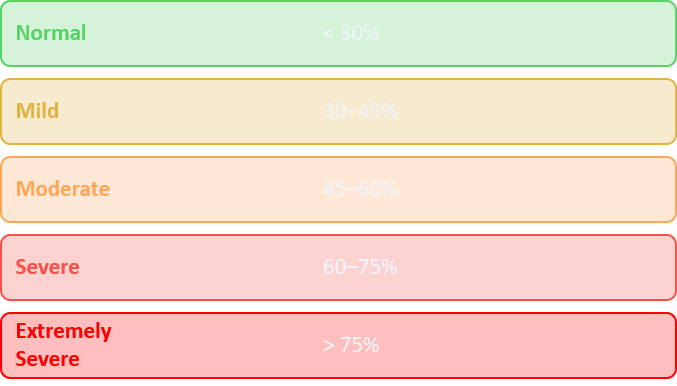 Normal < 30%
Mild 30–45%
Moderate 45–60%
Severe 60–75%
Extremely
Severe > 75%